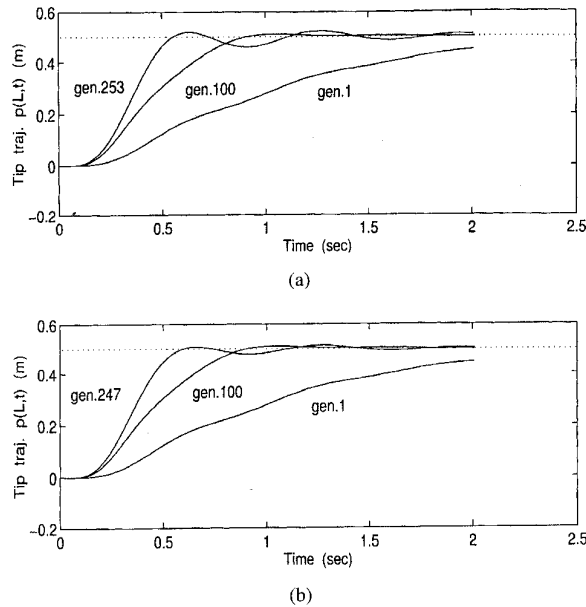 0.6
0.4
0.2
0
-0.2
Tip traj. p(L,t) (m)
gen.253
gen.100
gen.1
0 0.5 1 1.5 2 2.5
Time (sec)
(a)
0.6
0.4
0.2
0
-0.2
Tip traj. p(L,t) (m)
gen.247
gen.100
gen.1
0 0.5 1 1.5 2 2.5
Time (sec)
(b)